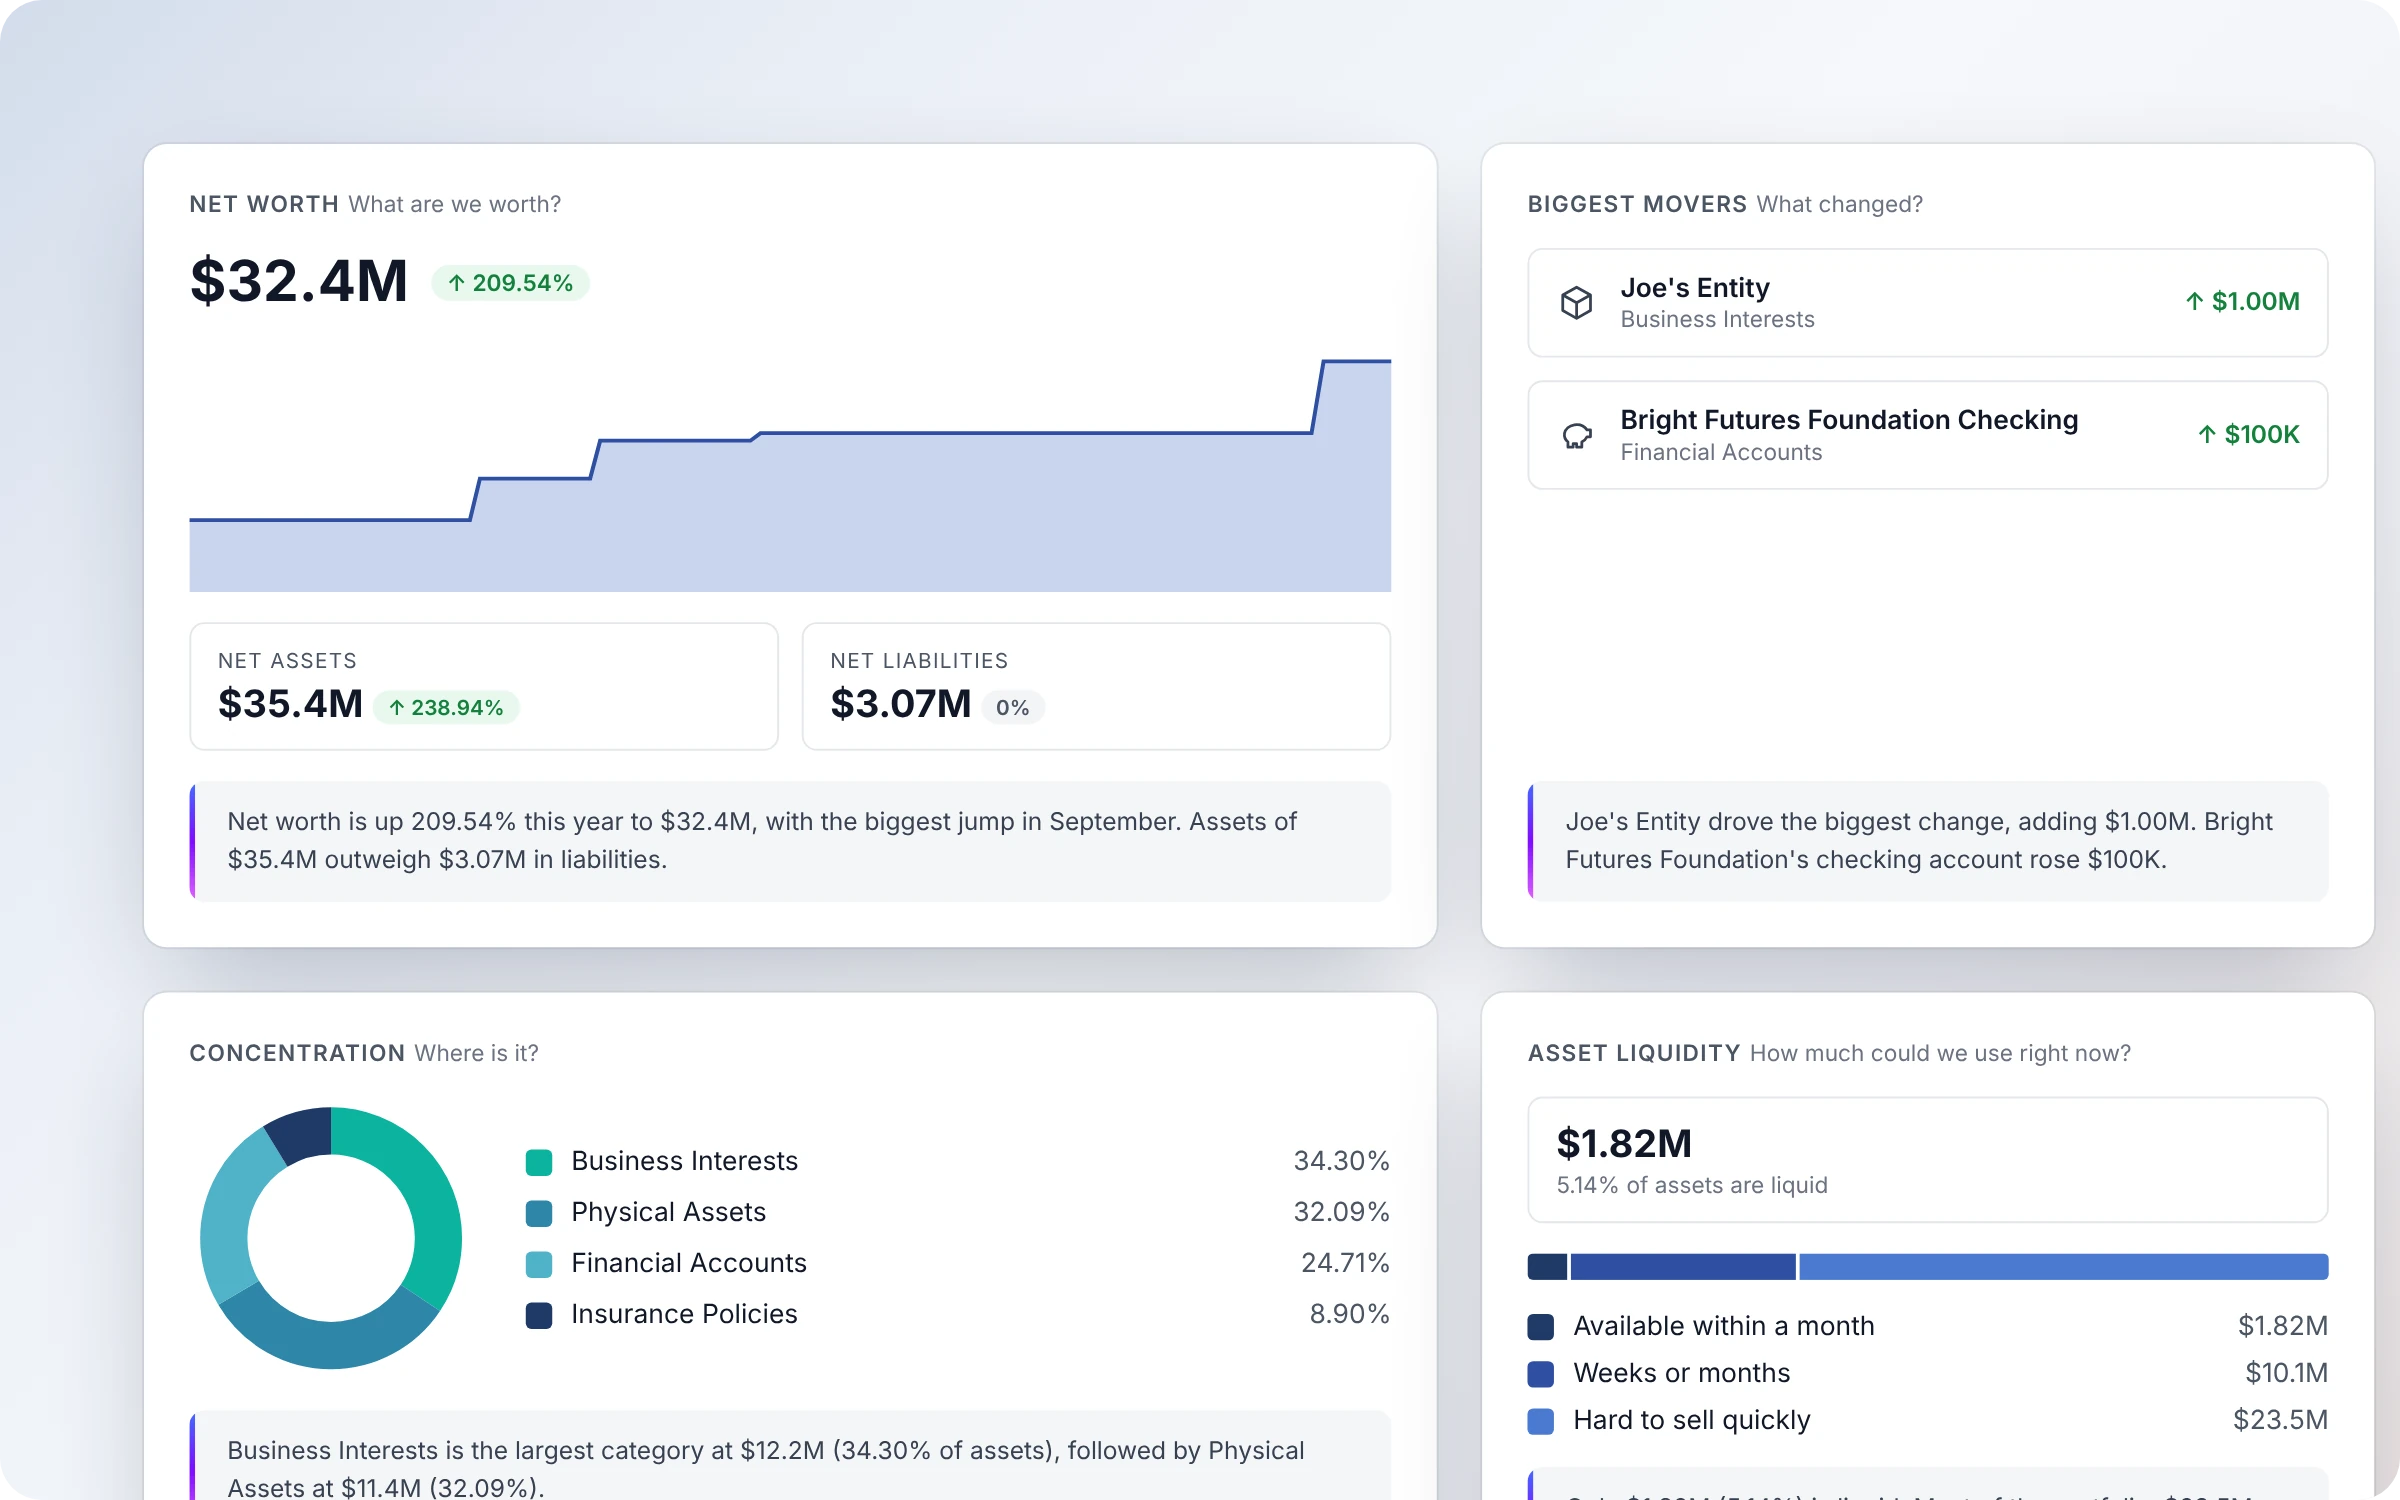 NET WORTH What are we worth?
$32.4M ↑ 209.54%
NET ASSETS
$35.4M ↑ 238.94%
NET LIABILITIES
$3.07M 0%
Net worth is up 209.54% this year to $32.4M, with the biggest jump in September. Assets of
$35.4M outweigh $3.07M in liabilities.
BIGGEST MOVERS What changed?
Joe's Entity
Business Interests
↑ $1.00M
Bright Futures Foundation Checking
Financial Accounts
↑ $100K
Joe's Entity drove the biggest change, adding $1.00M. Bright
Futures Foundation's checking account rose $100K.
CONCENTRATION Where is it?
Business Interests 34.30%
Physical Assets 32.09%
Financial Accounts 24.71%
Insurance Policies 8.90%
Business Interests is the largest category at $12.2M (34.30% of assets), followed by Physical
Assets at $11.4M (32.09%).
ASSET LIQUIDITY How much could we use right now?
$1.82M
5.14% of assets are liquid
Available within a month $1.82M
Weeks or months $10.1M
Hard to sell quickly $23.5M